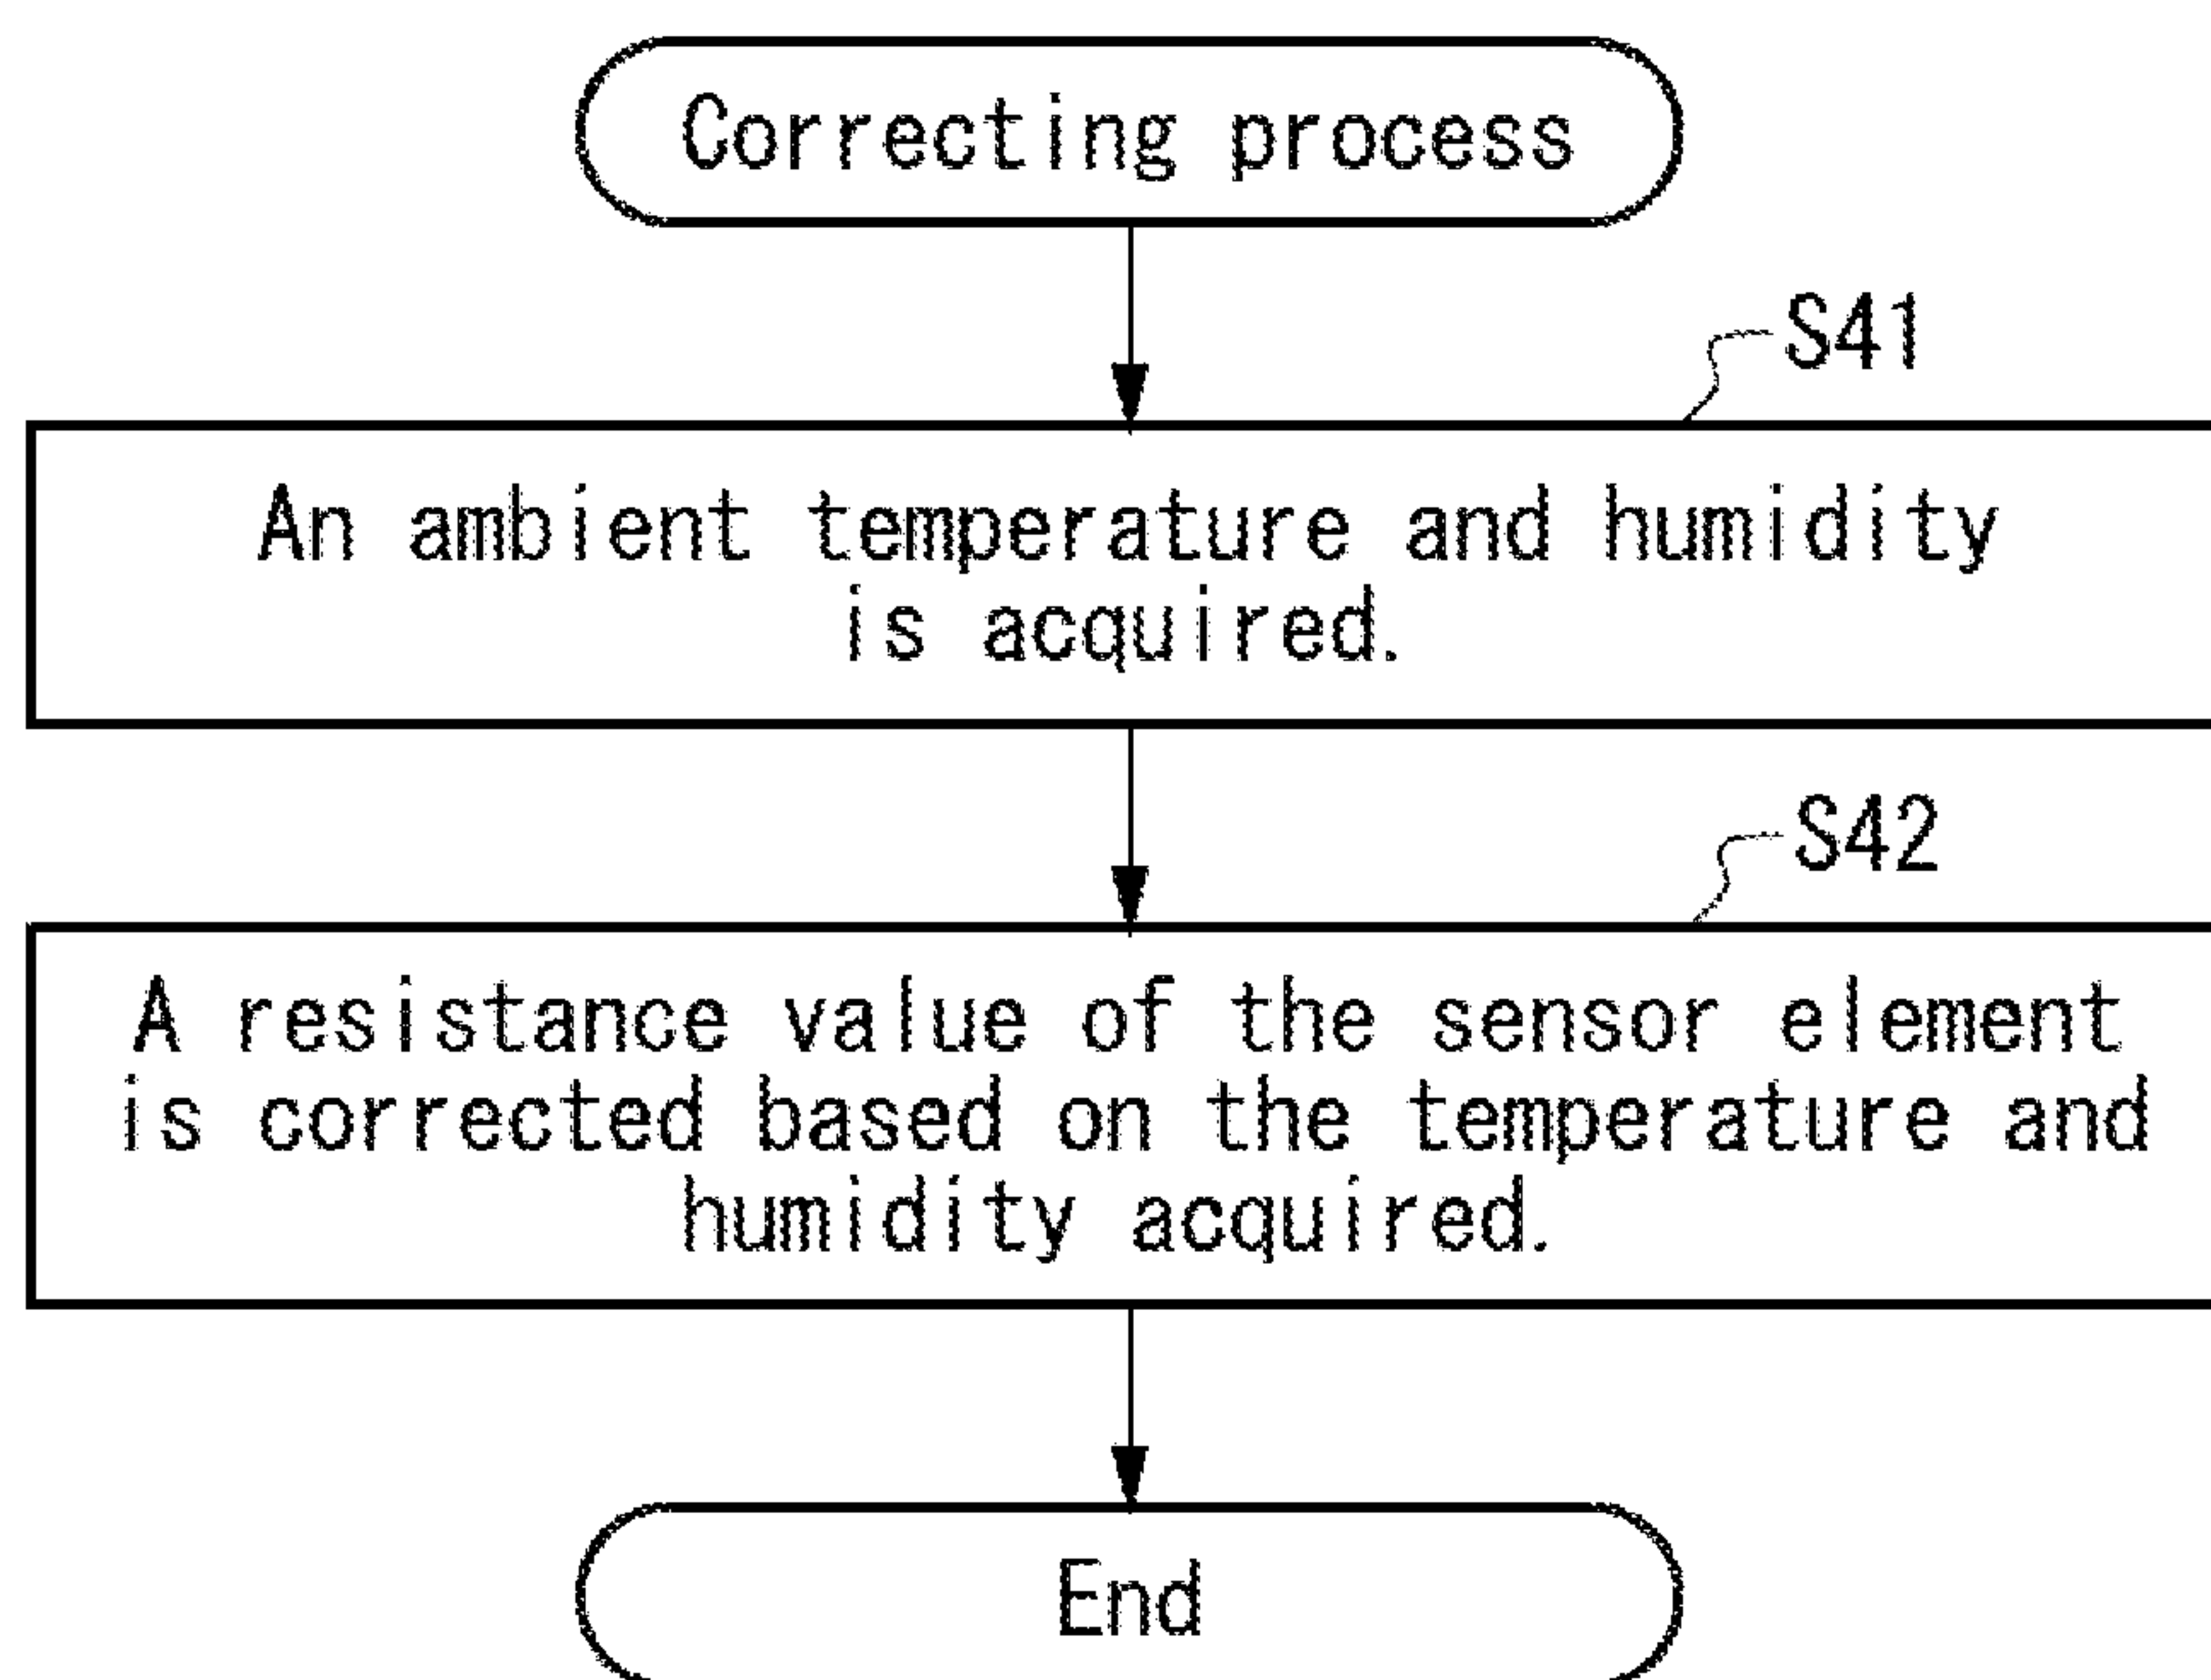 Correcting process
S41
An ambient temperature and humidity
is acquired.
S42
A resistance value of the sensor element
is corrected based on the temperature and
humidity acquired.
End